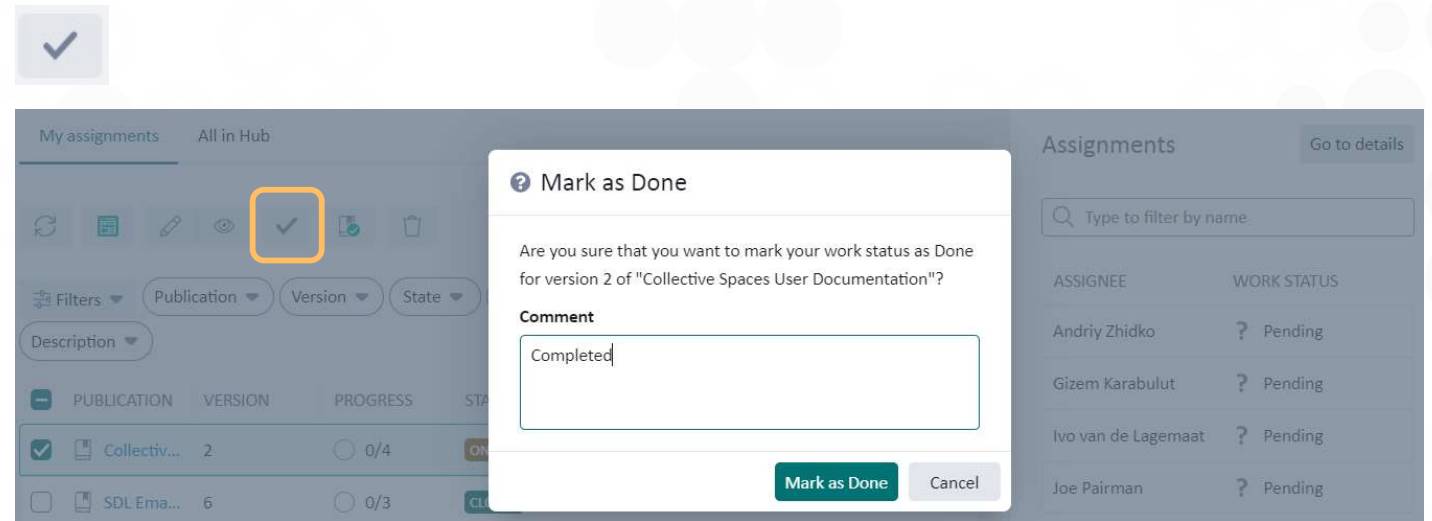 My assignments All in Hub
Assignments Go to details
Mark as Done
Type to filter by name
Are you sure that you want to mark your work status as Done
for version 2 of "Collective Spaces User Documentation"?
Filters Publication Version State
Description
Comment
Completed
ASSIGNEE WORK STATUS
Andriy Zhidko ? Pending
Gizem Karabulut ? Pending
Ivo van de Lagemaat ? Pending
Joe Pairman ? Pending
PUBLICATION VERSION PROGRESS
Collectiv... 2 0/4
SDL Ema... 6 0/3
Mark as Done Cancel